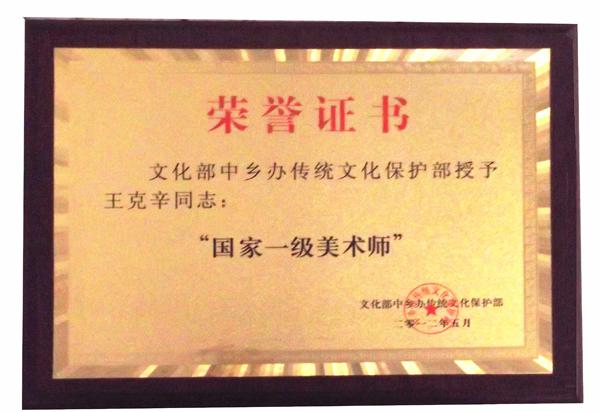 荣誉证书
文化部中乡办传统文化保护部授予
王克辛同志：
“国家一级美术师”
文化部中乡办传统文化保护部
二零一二年五月